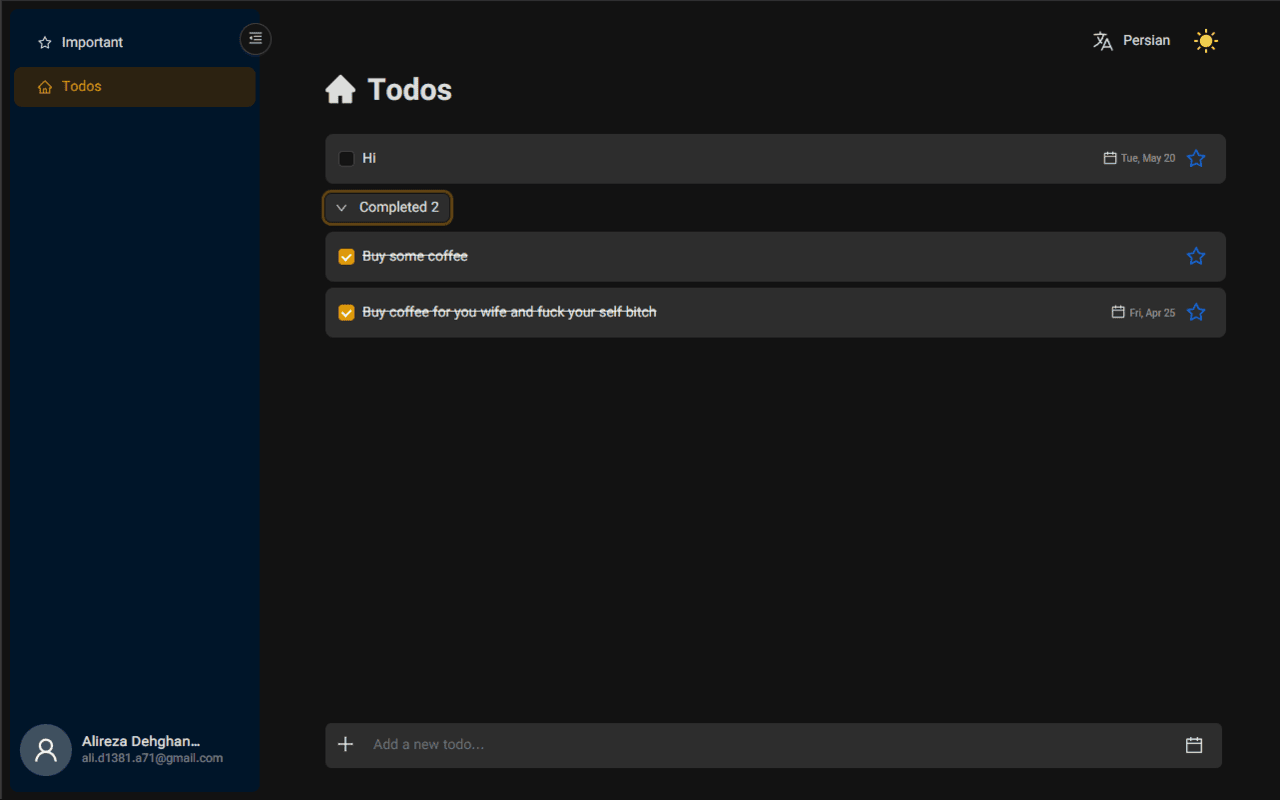 Important
Persian
Todos
Todos
Hi
Tue, May 20
Completed 2
Buy some coffee
Buy coffee for you wife and fuck your self bitch
Fri, Apr 25
Add a new todo...
Alireza Dehghan...
ali.d1381.a71@gmail.com